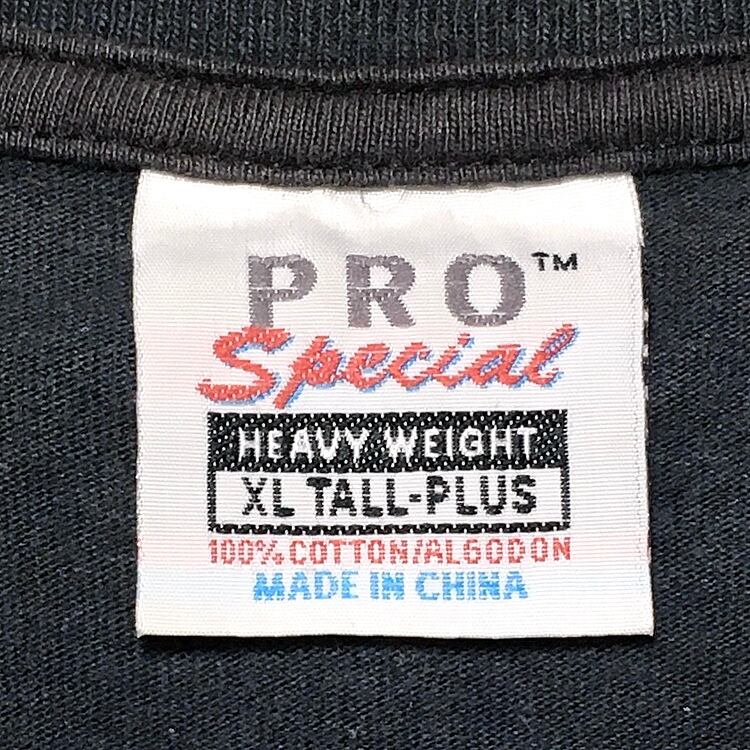 PRO™
Special
HEAVY WEIGHT
XL TALL-PLUS
100% COTTON/ALGODON
MADE IN CHINA